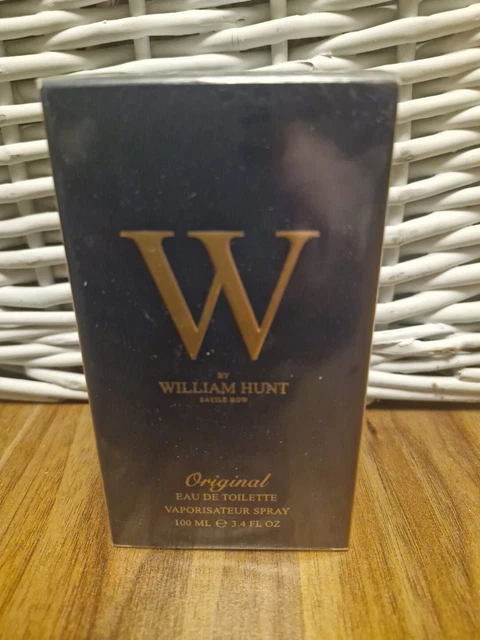 W
BY
WILLIAM HUNT
SAVILE ROW
Original
EAU DE TOILETTE
VAPORISATEUR SPRAY
100 ML ℮ 3.4 FL OZ